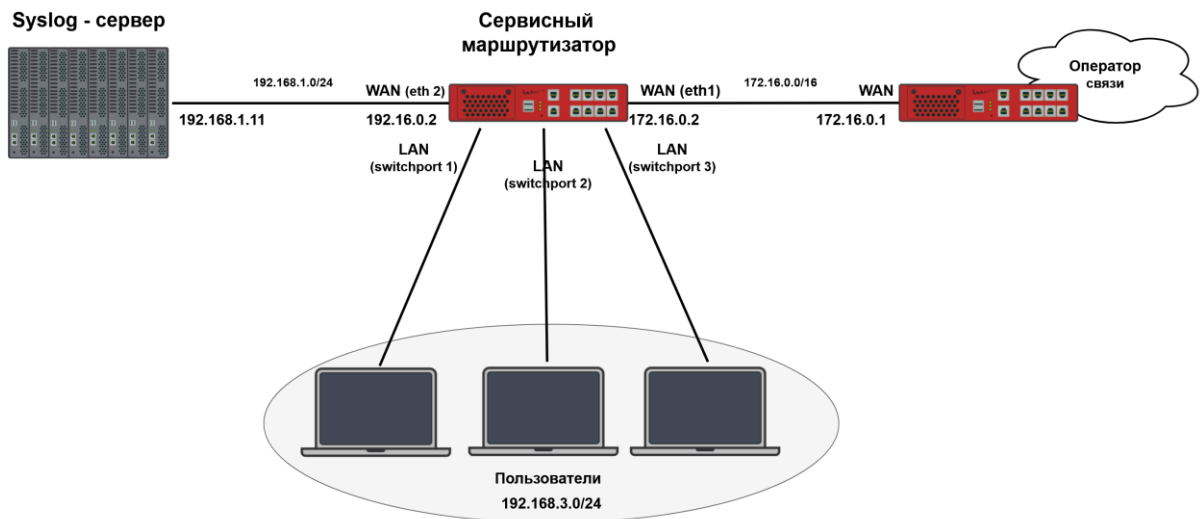 Syslog - сервер
Сервисный
маршрутизатор
Оператор
связи
192.168.1.0/24
WAN (eth 2)
WAN (eth1)
172.16.0.0/16
WAN
192.168.1.11
192.16.0.2
172.16.0.2
172.16.0.1
LAN
(switchport 1)
LAN
(switchport 2)
LAN
(switchport 3)
Пользователи
192.168.3.0/24